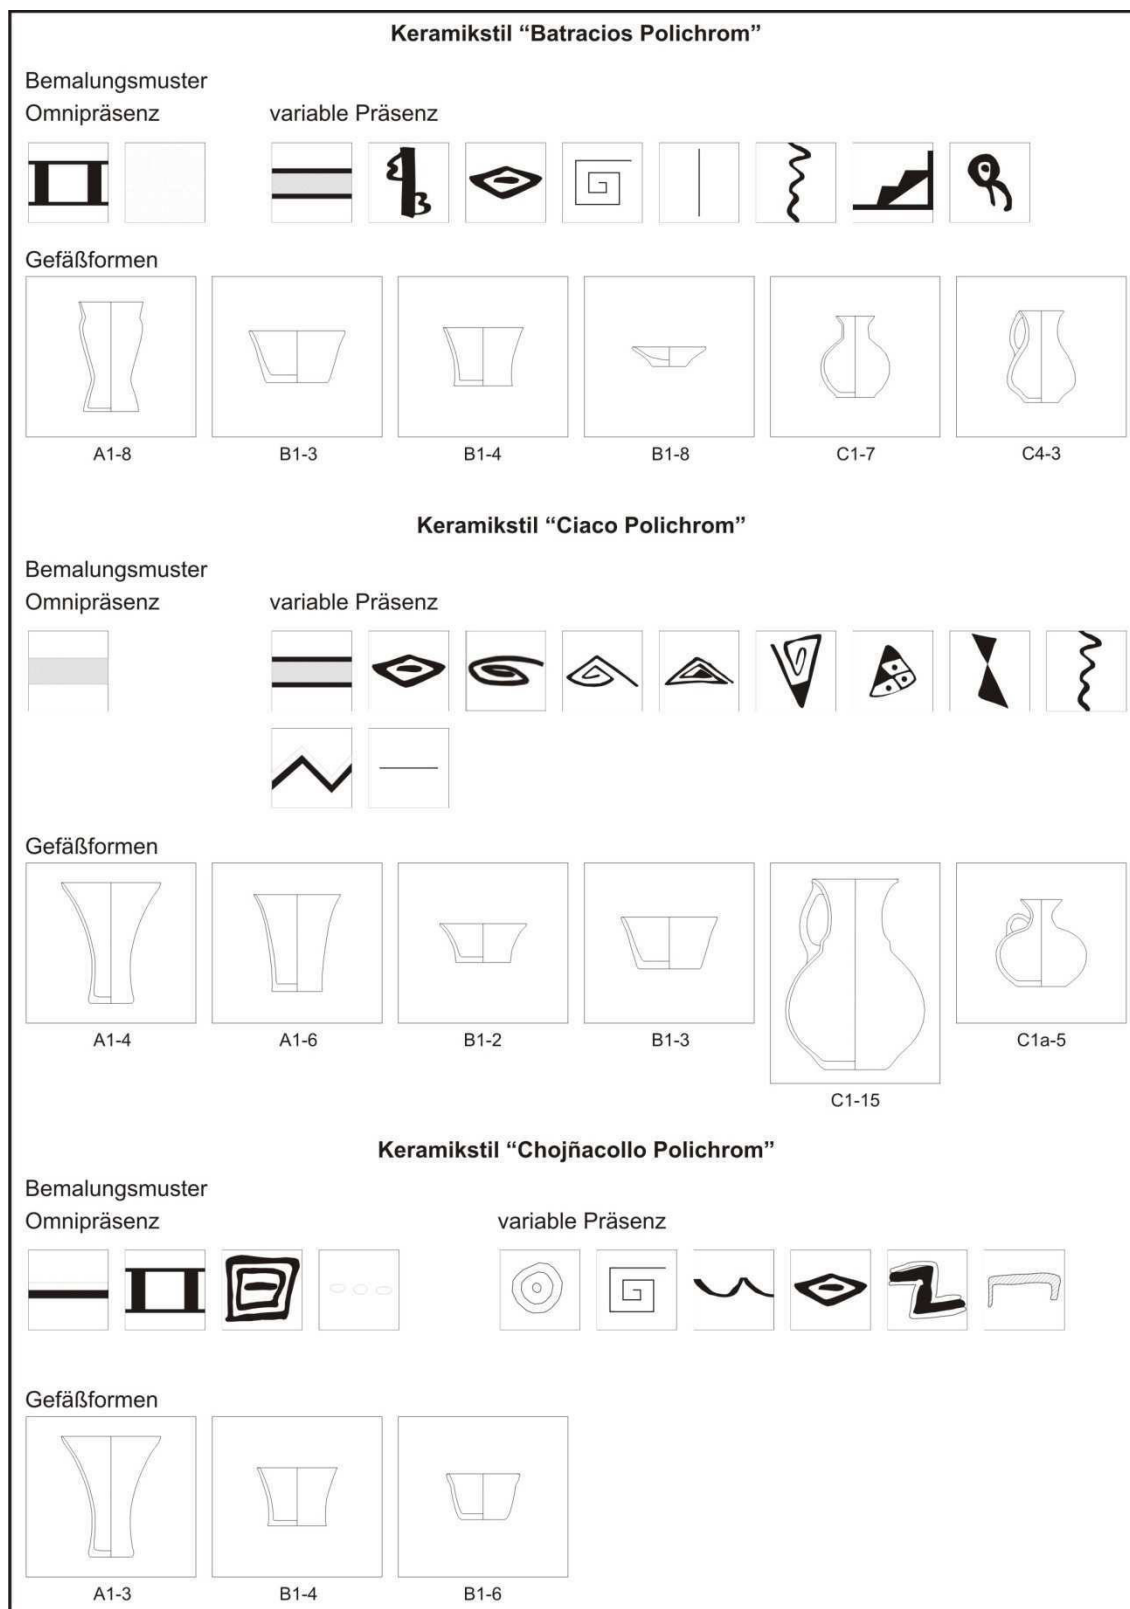 Keramikstil “Batracios Polichrom”
Bemalungsmuster
Omnipräsenz variable Präsenz
Gefäßformen
A1-8 B1-3 B1-4 B1-8 C1-7 C4-3
Keramikstil “Ciaco Polichrom”
Bemalungsmuster
Omnipräsenz variable Präsenz
Gefäßformen
A1-4 A1-6 B1-2 B1-3 C1a-5
C1-15
Keramikstil “Chojñacollo Polichrom”
Bemalungsmuster
Omnipräsenz variable Präsenz
Gefäßformen
A1-3 B1-4 B1-6